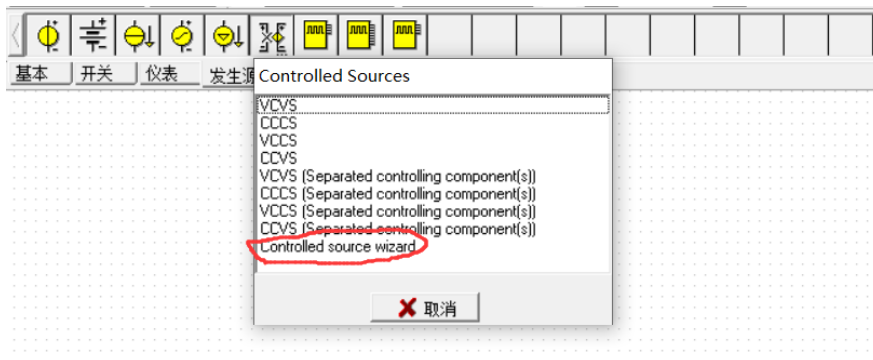 基本 开关 仪表 发生源
Controlled Sources
VCVS
CCCS
VCCS
CCVS
VCVS (Separated controlling component(s))
CCCS (Separated controlling component(s))
VCCS (Separated controlling component(s))
CCVS (Separated controlling component(s))
Controlled source wizard
取消